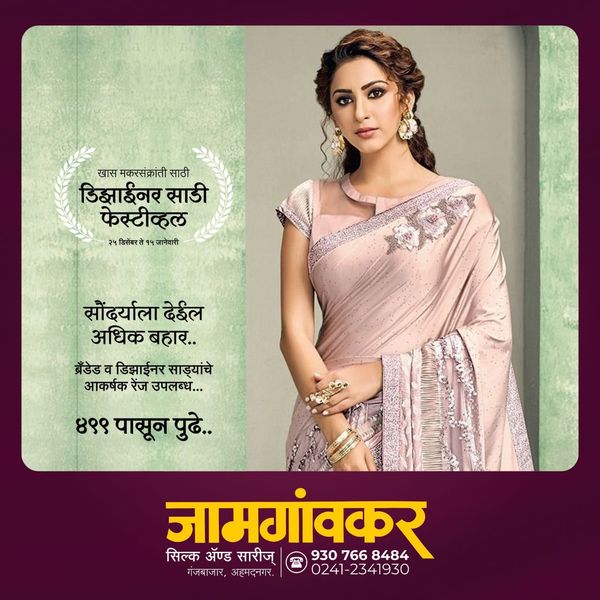 खास मकरसंक्रांती साठी
डिझाईनर साडी
फेस्टीव्हल
२५ डिसेंबर ते १५ जानेवारी
सौंदर्याला देईल
अधिक बहार..
ब्रँडेड व डिझाईनर साड्यांचे
आकर्षक रेंज उपलब्ध...
४९९ पासून पुढे..
जामगांवकर
सिल्क ॲण्ड सारीज्
गंजबाजार, अहमदनगर.
930 766 8484
0241-2341930